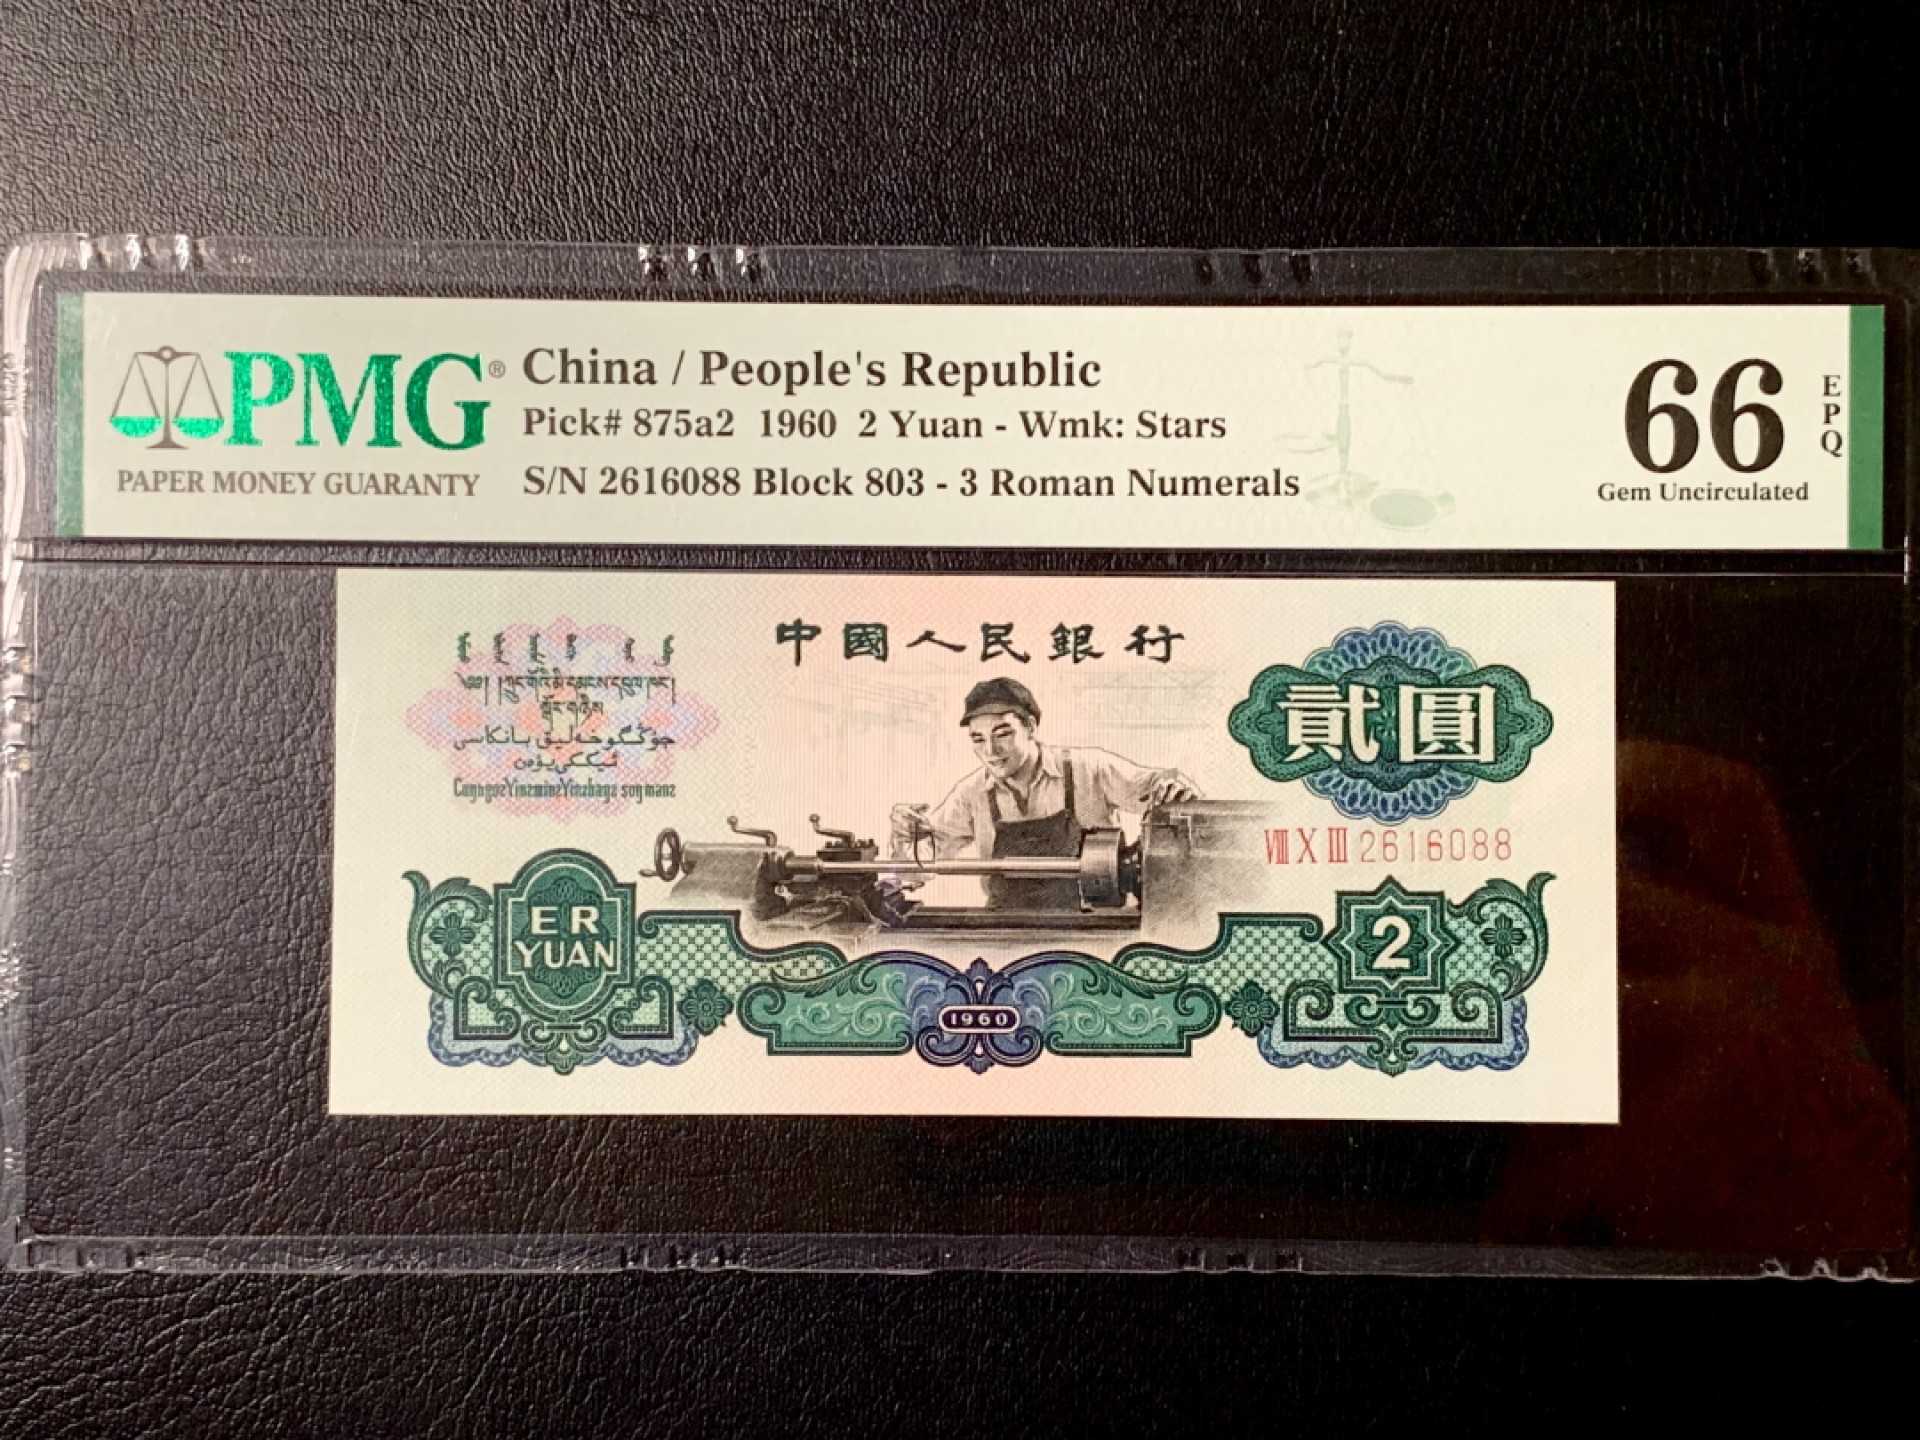 PMG®
PAPER MONEY GUARANTY
China / People's Republic
Pick# 875a2 1960 2 Yuan - Wmk: Stars
S/N 2616088 Block 803 - 3 Roman Numerals
66
EPQ
Gem Uncirculated
中國人民銀行
贰圓
VIII X III 2616088
ER
YUAN
2
1960